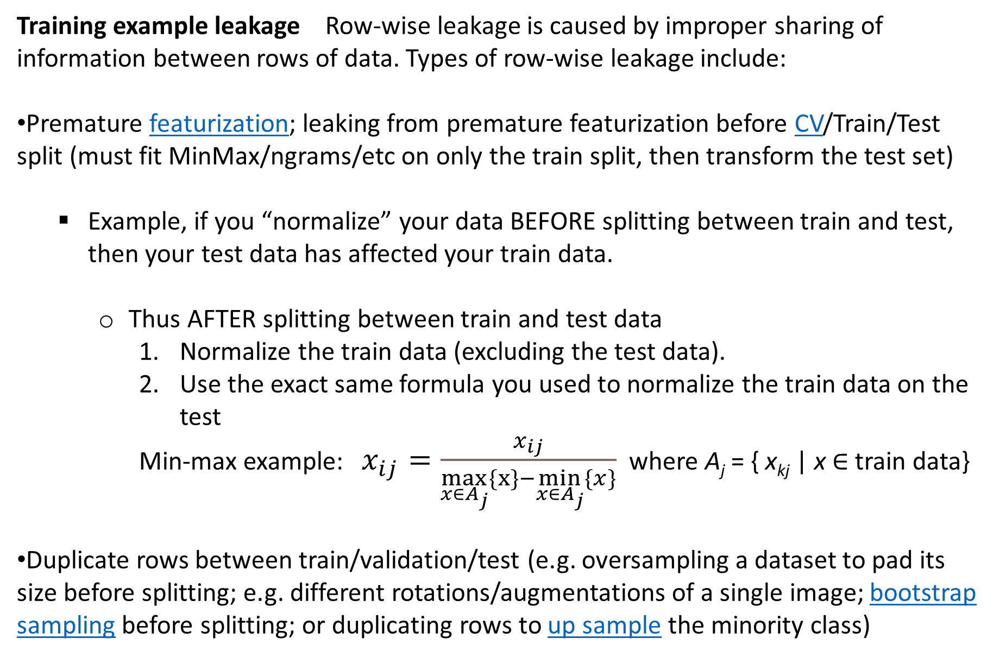 Training example leakage    Row-wise leakage is caused by improper sharing of
information between rows of data. Types of row-wise leakage include:
•Premature featurization; leaking from premature featurization before CV/Train/Test
split (must fit MinMax/ngrams/etc on only the train split, then transform the test set)
▪ Example, if you “normalize” your data BEFORE splitting between train and test,
then your test data has affected your train data.
○ Thus AFTER splitting between train and test data
1. Normalize the train data (excluding the test data).
2. Use the exact same formula you used to normalize the train data on the
test
Min-max example: x_{ij} = \frac{x_{ij}}{\max_{x∈A_j}\{x\}−\min_{x∈A_j}\{x\}} where A_j = { x_{kj} | x ∈ train data}
•Duplicate rows between train/validation/test (e.g. oversampling a dataset to pad its
size before splitting; e.g. different rotations/augmentations of a single image; bootstrap
sampling before splitting; or duplicating rows to up sample the minority class)